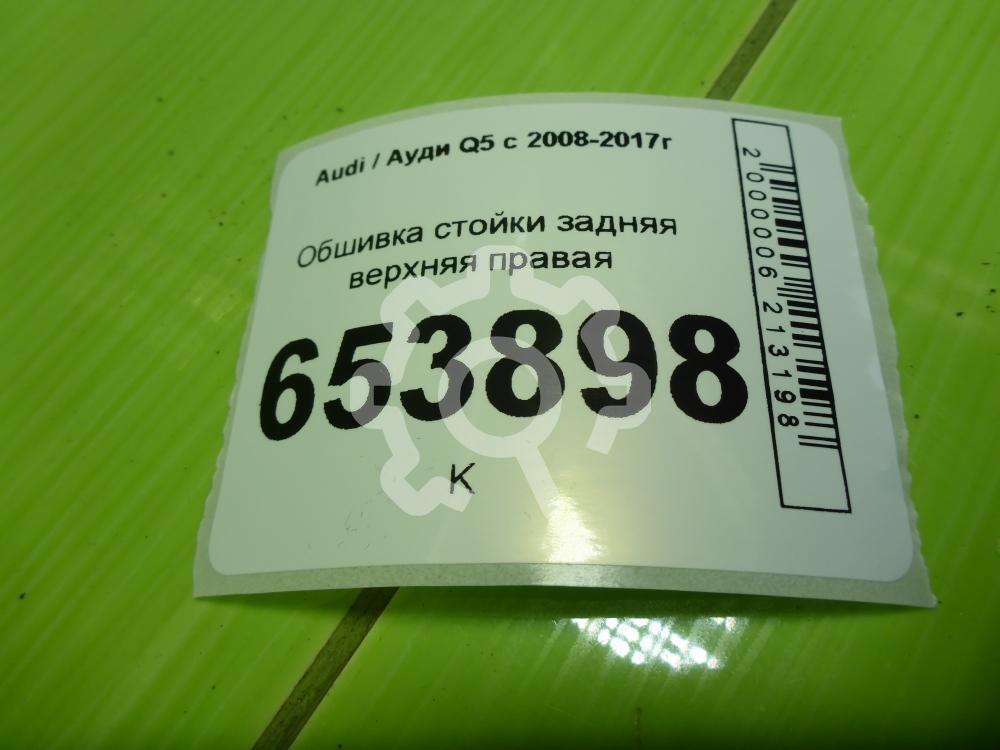 Audi / Ауди Q5 с 2008-2017г
Обшивка стойки задняя
верхняя правая
653898
К
2000006213198